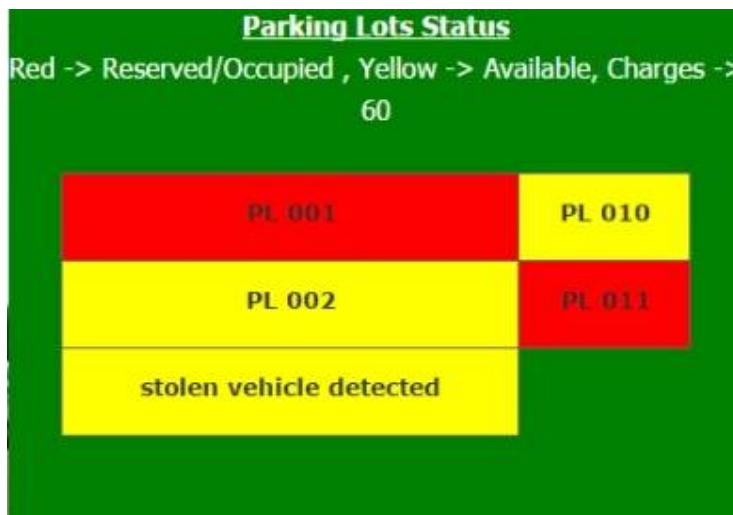 Parking Lots Status
Red -> Reserved/Occupied , Yellow -> Available, Charges ->
60
PL 001 PL 010
PL 002 PL 011
stolen vehicle detected